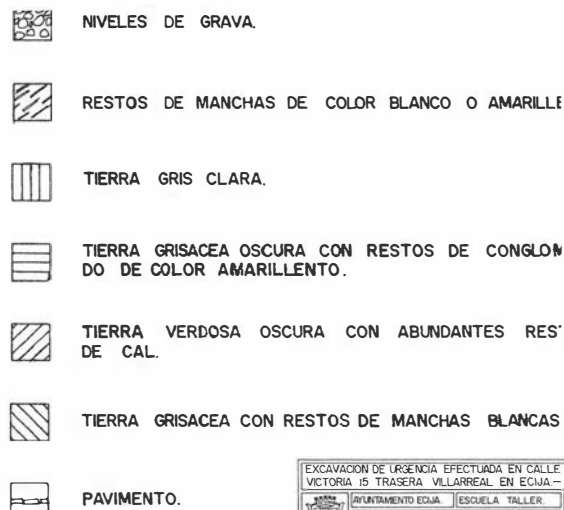 NIVELES DE GRAVA.
RESTOS DE MANCHAS DE COLOR BLANCO O AMARILLE
TIERRA GRIS CLARA.
TIERRA GRISACEA OSCURA CON RESTOS DE CONGLOM
DO DE COLOR AMARILLENTO.
TIERRA VERDOSA OSCURA CON ABUNDANTES REST
DE CAL.
TIERRA GRISACEA CON RESTOS DE MANCHAS BLANCAS
PAVIMENTO.
EXCAVACION DE URGENCIA EFECTUADA EN CALLE
VICTORIA 15 TRASERA VILLARREAL EN ECIJA.-
AYUNTAMIENTO ECIJA. ESCUELA TALLER.